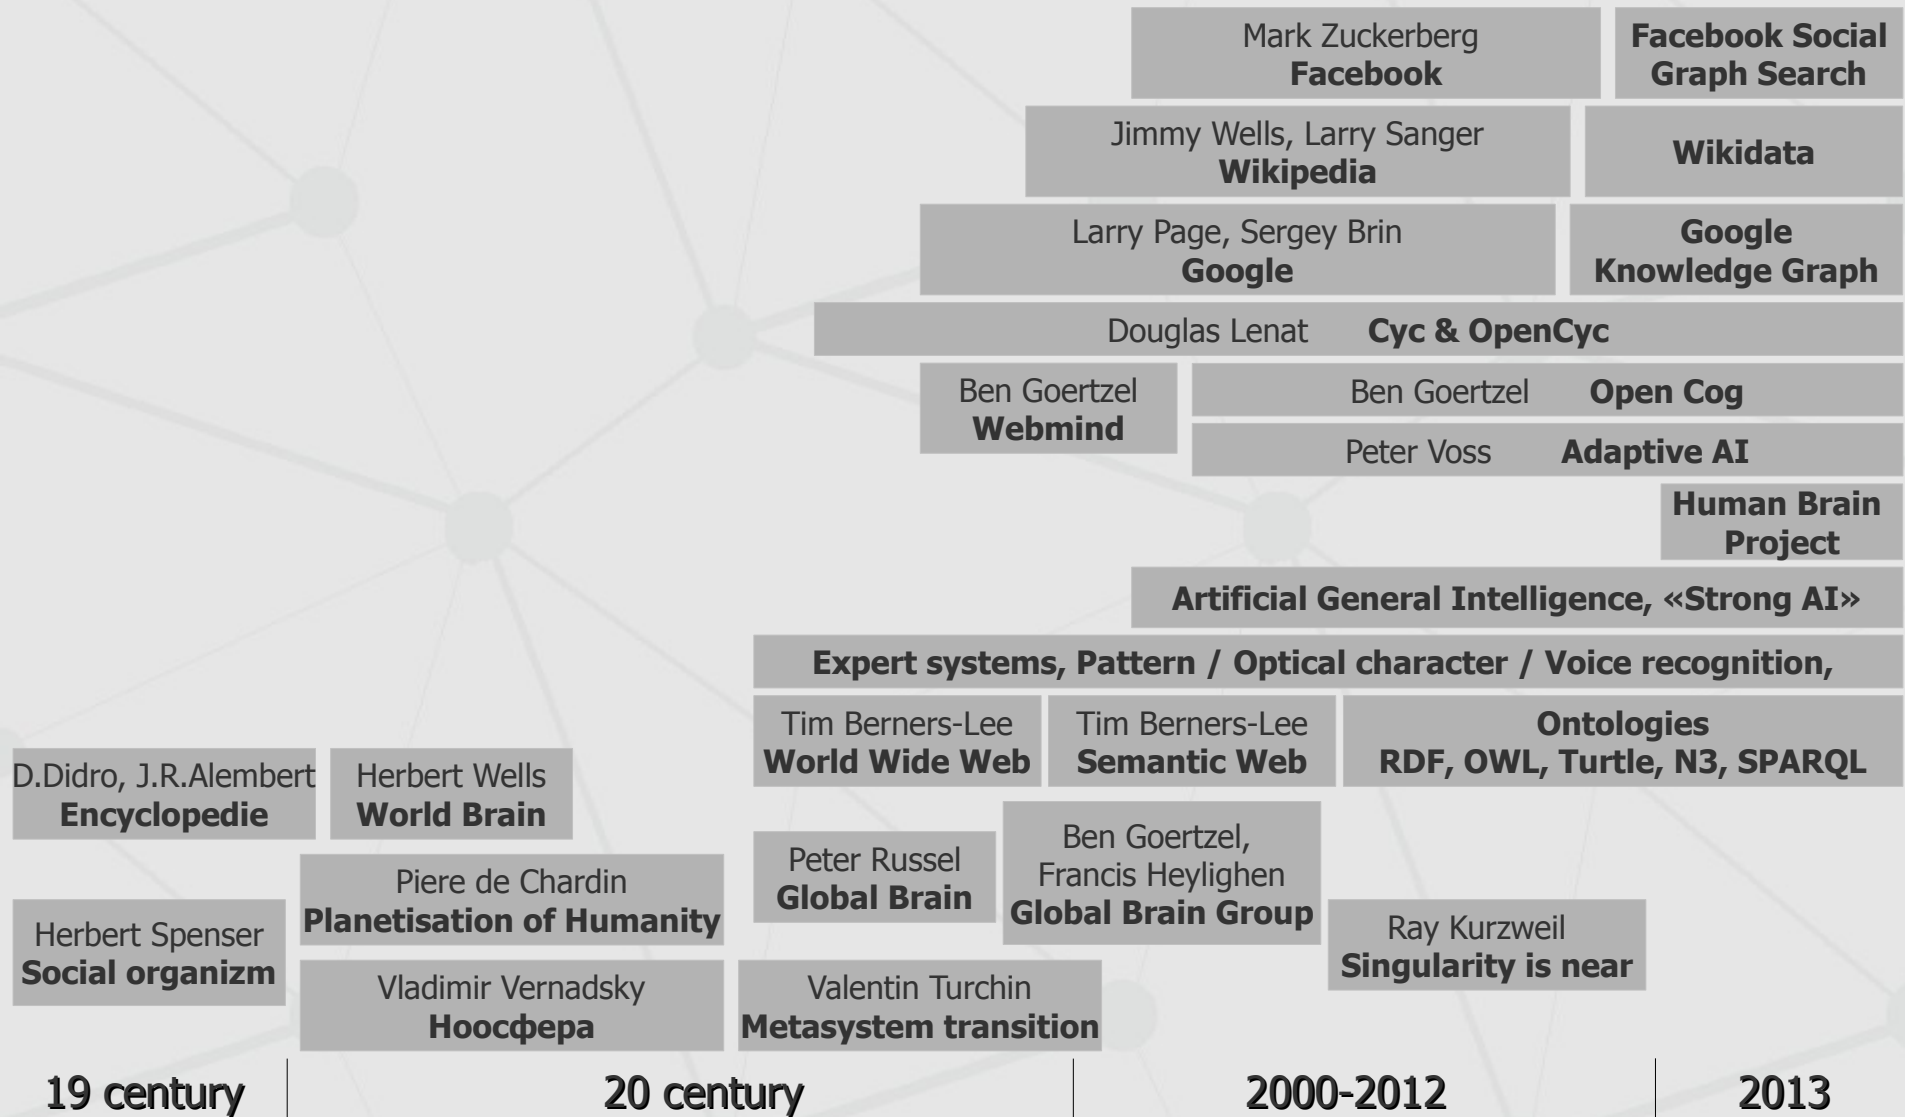 Mark Zuckerberg
Facebook
Facebook Social
Graph Search
Jimmy Wells, Larry Sanger
Wikipedia
Wikidata
Larry Page, Sergey Brin
Google
Google
Knowledge Graph
Douglas Lenat Cyc & OpenCyc
Ben Goertzel
Webmind
Ben Goertzel Open Cog
Peter Voss Adaptive AI
Human Brain
Project
Artificial General Intelligence, «Strong AI»
Expert systems, Pattern / Optical character / Voice recognition,
Tim Berners-Lee
World Wide Web
Tim Berners-Lee
Semantic Web
Ontologies
RDF, OWL, Turtle, N3, SPARQL
D.Didro, J.R.Alembert
Encyclopedie
Herbert Wells
World Brain
Peter Russel
Global Brain
Ben Goertzel,
Francis Heylighen
Global Brain Group
Piere de Chardin
Planetisation of Humanity
Herbert Spenser
Social organizm
Ray Kurzweil
Singularity is near
Vladimir Vernadsky
Ноосфера
Valentin Turchin
Metasystem transition
19 century
20 century
2000-2012
2013